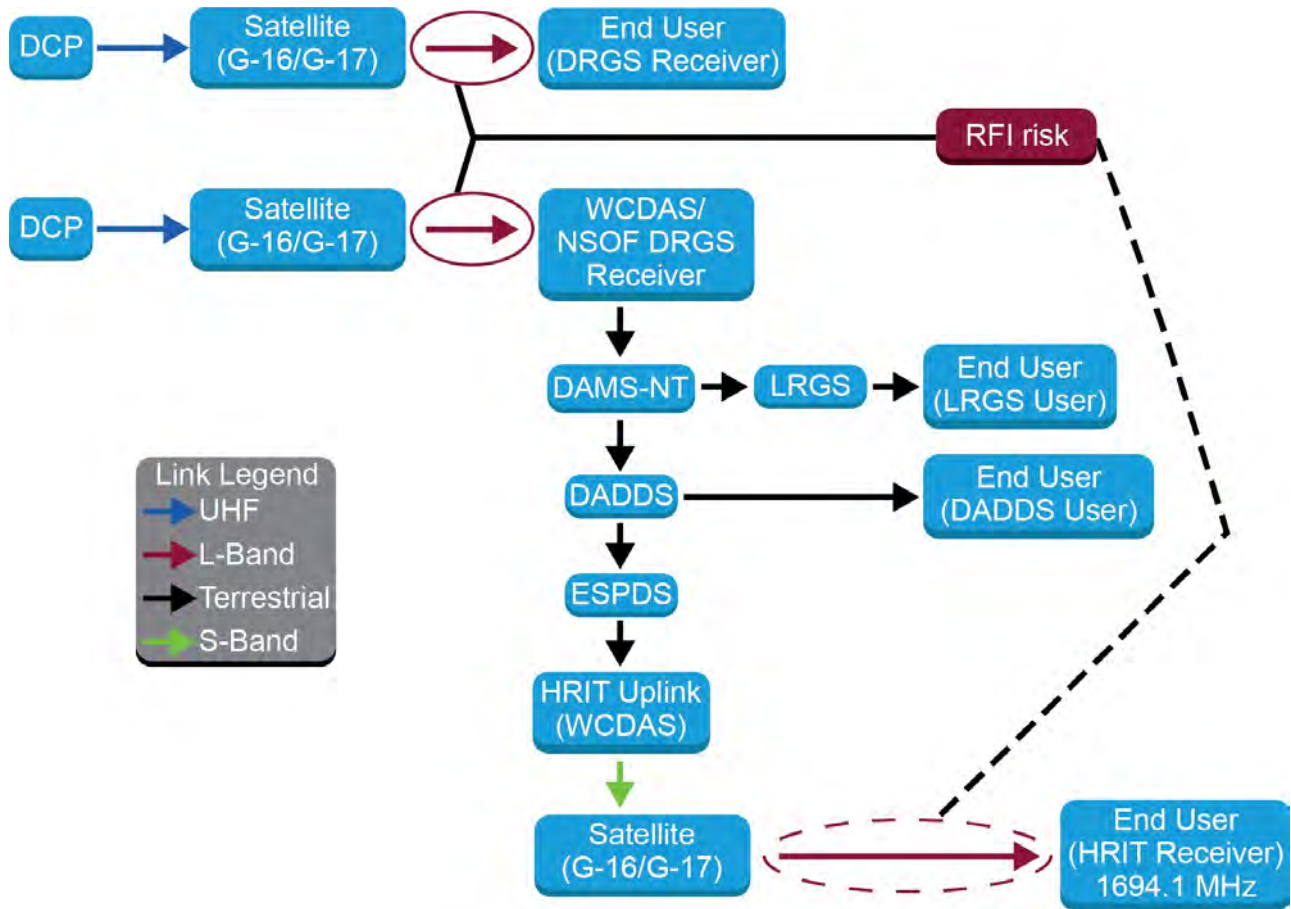 DCP
Satellite
(G-16/G-17)
End User
(DRGS Receiver)
RFI risk
DCP
Satellite
(G-16/G-17)
WCDAS/
NSOF DRGS
Receiver
DAMS-NT
LRGS
End User
(LRGS User)
Link Legend
UHF
L-Band
Terrestrial
S-Band
DADDS
End User
(DADDS User)
ESPDS
HRIT Uplink
(WCDAS)
Satellite
(G-16/G-17)
End User
(HRIT Receiver)
1694.1 MHz